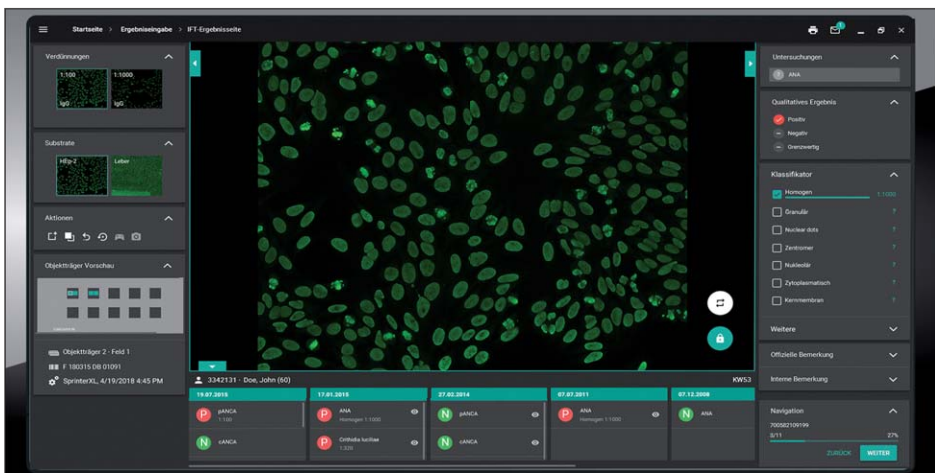 Startseite > Ergebniseingabe > IFT-Ergebnisseite
1
Verdünnungen
1:100
IgG
1:1000
IgG
Substrate
HEp-2
Leber
Aktionen
Objektträger Vorschau
Objektträger 2 - Feld 1
F 180315 DB 01091
SprinterXL, 4/19/2018 4:45 PM
3342131 - Doe, John (60)
KW53
19.07.2015
P
pANCA
1:100
N
cANCA
17.01.2015
P
ANA
Homogen 1:1000
P
Crithidia luciliae
1:320
27.02.2014
N
pANCA
N
cANCA
07.07.2011
P
ANA
Homogen 1:1000
07.12.2008
N
ANA
Untersuchungen
ANA
Qualitatives Ergebnis
Positiv
Negativ
Grenzwertig
Klassifikator
Homogen
1:1000
Granulär
?
Nuclear dots
?
Zentromer
?
Nukleolär
?
Zytoplasmatisch
?
Kernmembran
?
Weitere
Offizielle Bemerkung
Interne Bemerkung
Navigation
700582109199
3/11
27%
ZURÜCK
WEITER